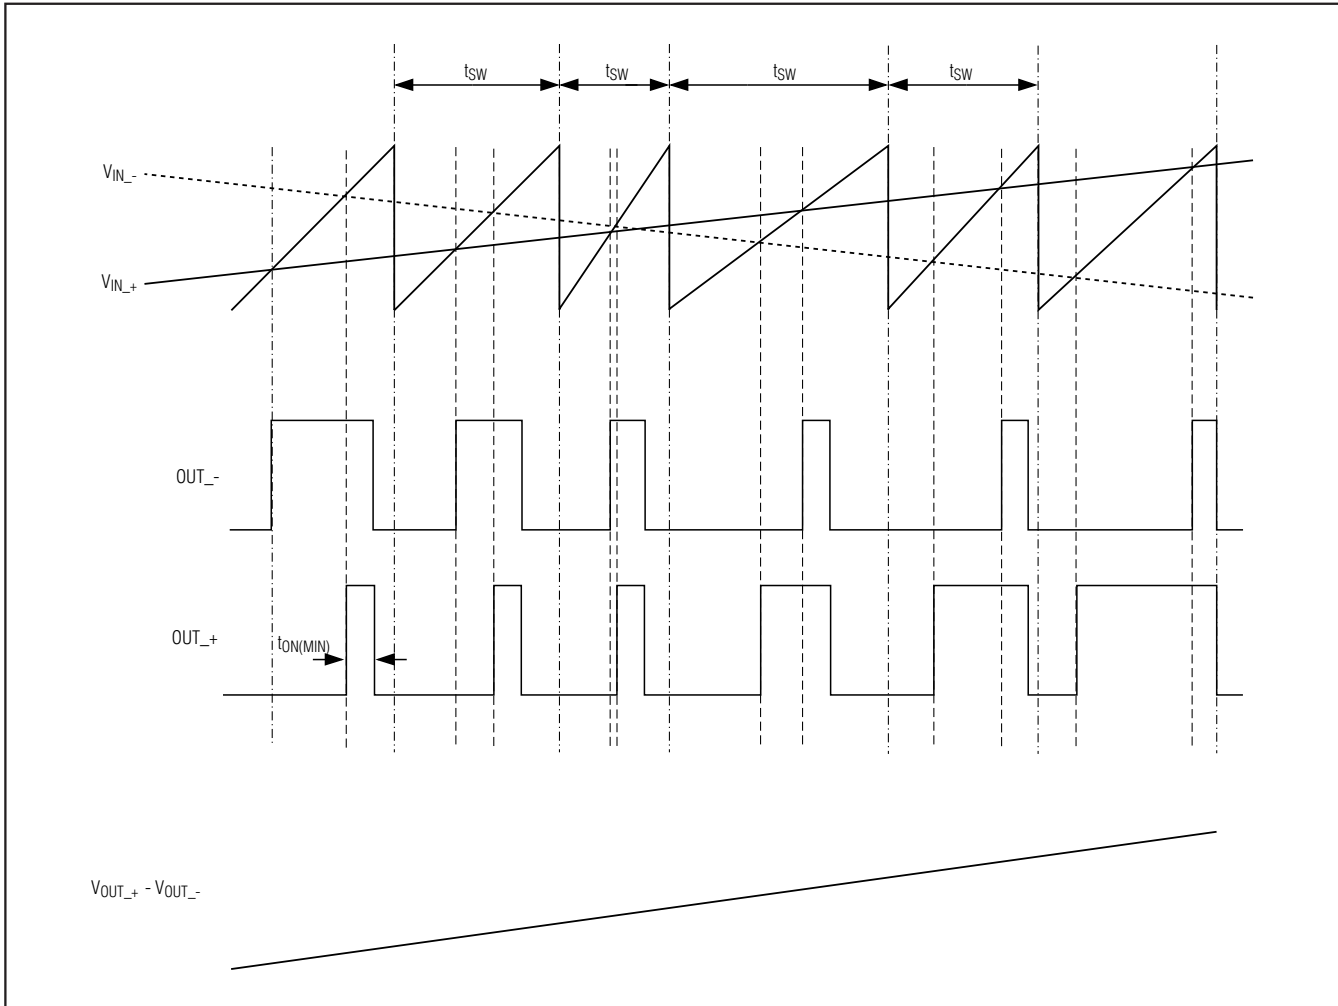 tSW tSW tSW tSW
VIN_-
VIN_+
OUT_-
OUT_+
tON(MIN)
VOUT_+ - VOUT_-